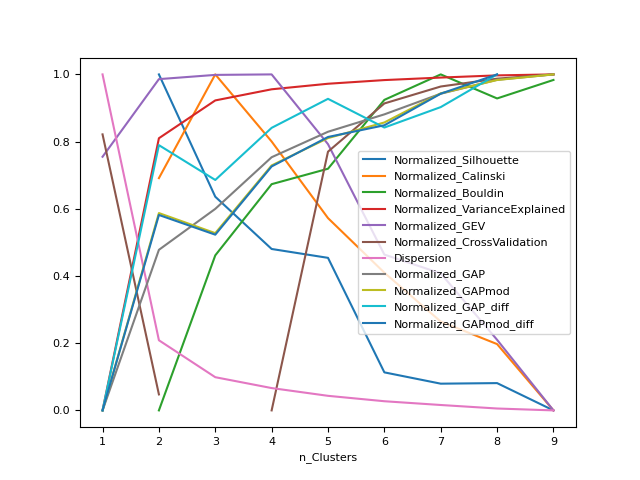 1.0
0.8
0.6
0.4
0.2
0.0
Normalized_Silhouette
Normalized_Calinski
Normalized_Bouldin
Normalized_VarianceExplained
Normalized_GEV
Normalized_CrossValidation
Dispersion
Normalized_GAP
Normalized_GAPmod
Normalized_GAP_diff
Normalized_GAPmod_diff
1 2 3 4 5 6 7 8 9
n_Clusters